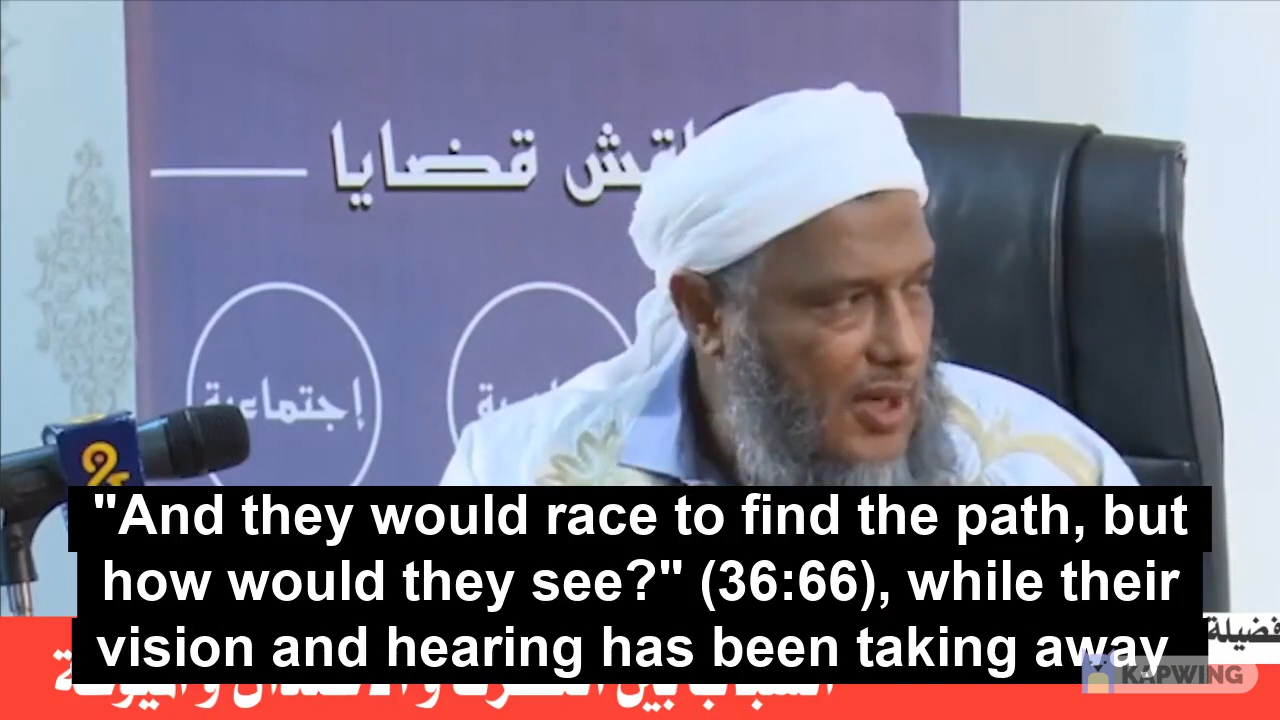 قضايا
إجتماعية
"And they would race to find the path, but
how would they see?" (36:66), while their
vision and hearing has been taking away
فضيلة
KAPWING